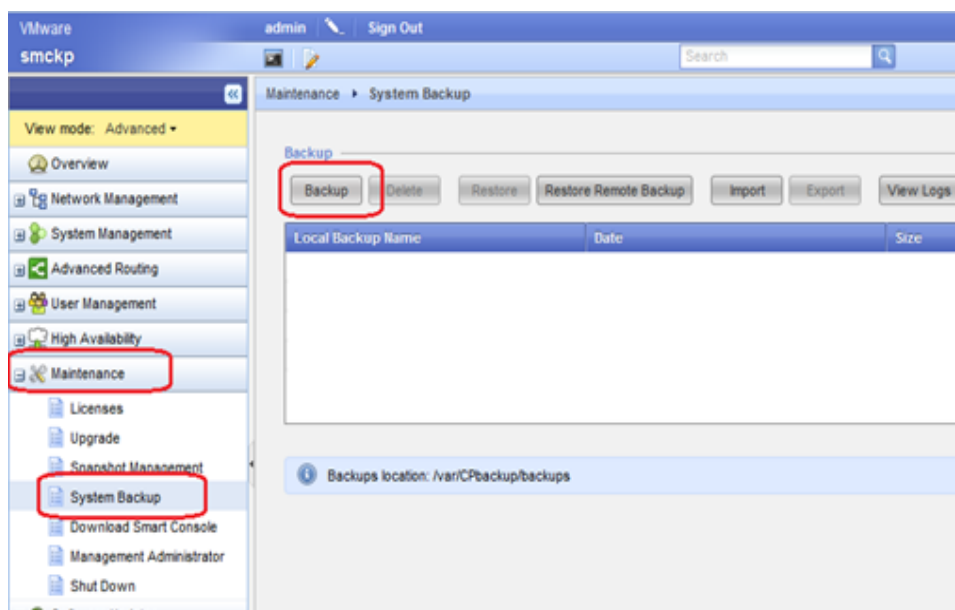 VMware
admin
Sign Out
smckp
Search
Maintenance
System Backup
View mode: Advanced
Overview
Network Management
System Management
Advanced Routing
User Management
High Availability
Maintenance
Licenses
Upgrade
Snapshot Management
System Backup
Download Smart Console
Management Administrator
Shut Down
Backup
Backup
Delete
Restore
Restore Remote Backup
Import
Export
View Logs
Local Backup Name
Date
Size
Backups location: /var/CPbackup/backups